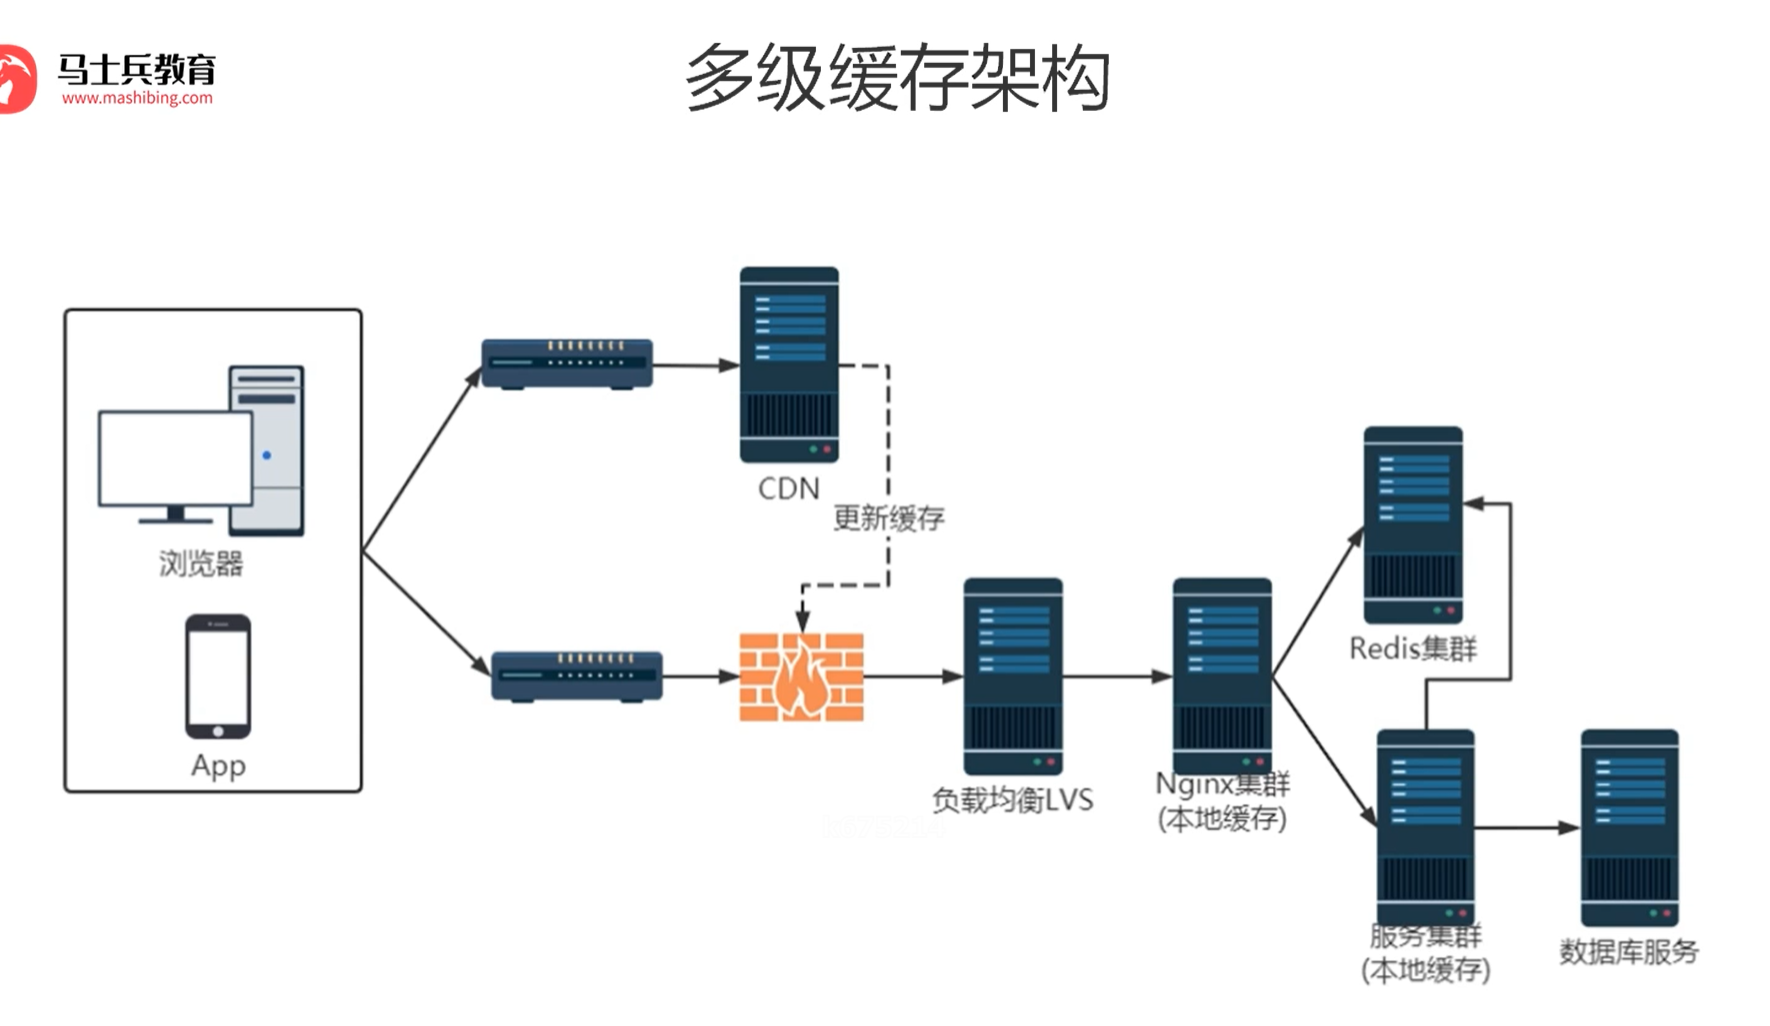 马士兵教育
www.mashibing.com
多级缓存架构
浏览器
App
CDN
更新缓存
负载均衡LVS
Nginx集群
(本地缓存)
Redis集群
服务集群
(本地缓存)
数据库服务